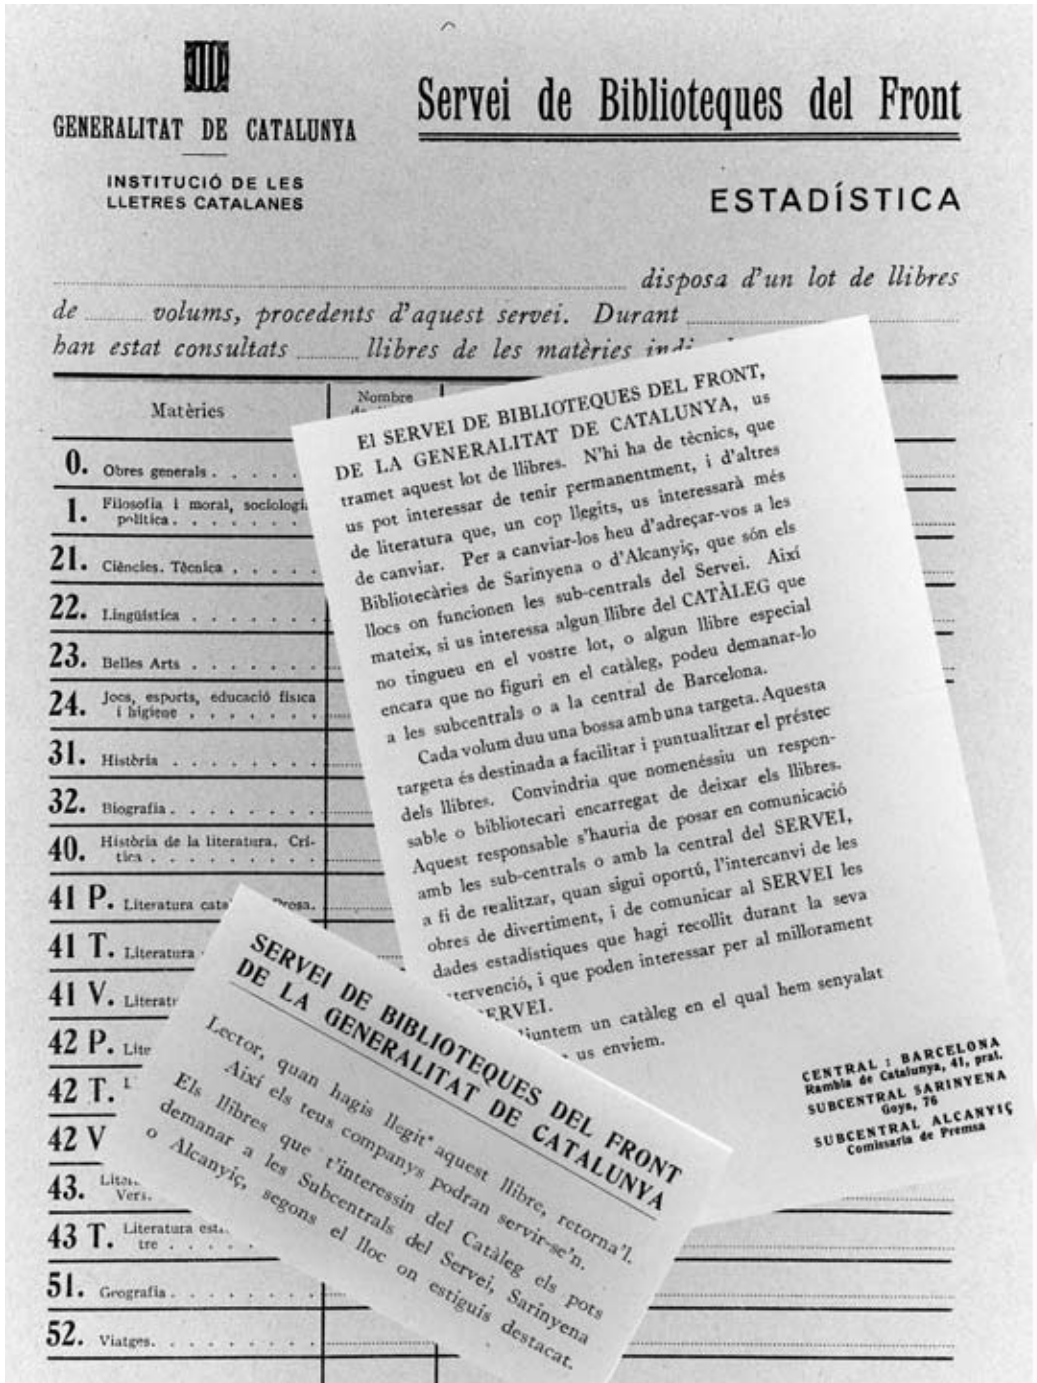 GENERALITAT DE CATALUNYA
INSTITUCIÓ DE LES
LLETRES CATALANES
Servei de Biblioteques del Front
ESTADÍSTICA
disposa d'un lot de llibres
de volums, procedents d'aquest servei. Durant
han estat consultats llibres de les matèries
Matèries
Nombre
0. Obres generals
1. Filosofia i moral, sociologia
política
21. Ciències. Tècnica
22. Lingüística
23. Belles Arts
24. Jocs, esports, educació física
i higiene
31. Història
32. Biografia
40. Història de la literatura. Crí-
tica
41 P. Literatura Prosa.
41 T. Literatura
41 V.
42 P.
42 T.
42 V
43.
Vers.
43 T. Literatura
tre
51. Geografia
52. Viatges
El SERVEI DE BIBLIOTEQUES DEL FRONT,
DE LA GENERALITAT DE CATALUNYA, us
tramet aquest lot de llibres. N'hi ha de tècnics, que
us pot interessar de tenir permanentment, i d'altres
de literatura que, un cop llegits, us interessarà més
de canviar. Per a canviar-los heu d'adreçar-vos a les
Bibliotecàries de Sarinyena o d'Alcanyiç, que són els
llocs on funcionen les sub-centrals del Servei. Així
mateix, si us interessa algun llibre del CATÀLEG que
no tingueu en el vostre lot, o algun llibre especial
encara que no figuri en el catàleg, podeu demanar-lo
a les subcentrals o a la central de Barcelona.
Cada volum duu una bossa amb una targeta. Aquesta
targeta és destinada a facilitar i puntualitzar el préstec
dels llibres. Convindria que nomenéssiu un respon-
sable o bibliotecari encarregat de deixar els llibres.
Aquest responsable s'hauria de posar en comunicació
amb les sub-centrals o amb la central del SERVEI,
a fi de realitzar, quan sigui oportú, l'intercanvi de les
obres de divertiment, i de comunicar al SERVEI les
dades estadístiques que hagi recollit durant la seva
tervenció, i que poden interessar per al millorament
ERVEI.
juntem un catàleg en el qual hem senyalat
us enviem.
CENTRAL : BARCELONA
Rambla de Catalunya, 41, pral.
SUBCENTRAL SARINYENA
Goya, 76
SUBCENTRAL ALCANYIÇ
Comissaria de Premsa
SERVEI DE BIBLIOTEQUES DEL FRONT
DE LA GENERALITAT DE CATALUNYA
Lector, quan hagis llegit aquest llibre, retorna'l.
Així els teus companys podran servir-se'n.
Els llibres que t'interessin del Catàleg els pots
demanar a les Subcentrals del Servei, Sarinyena
o Alcanyiç, segons el lloc on estiguis destacat.